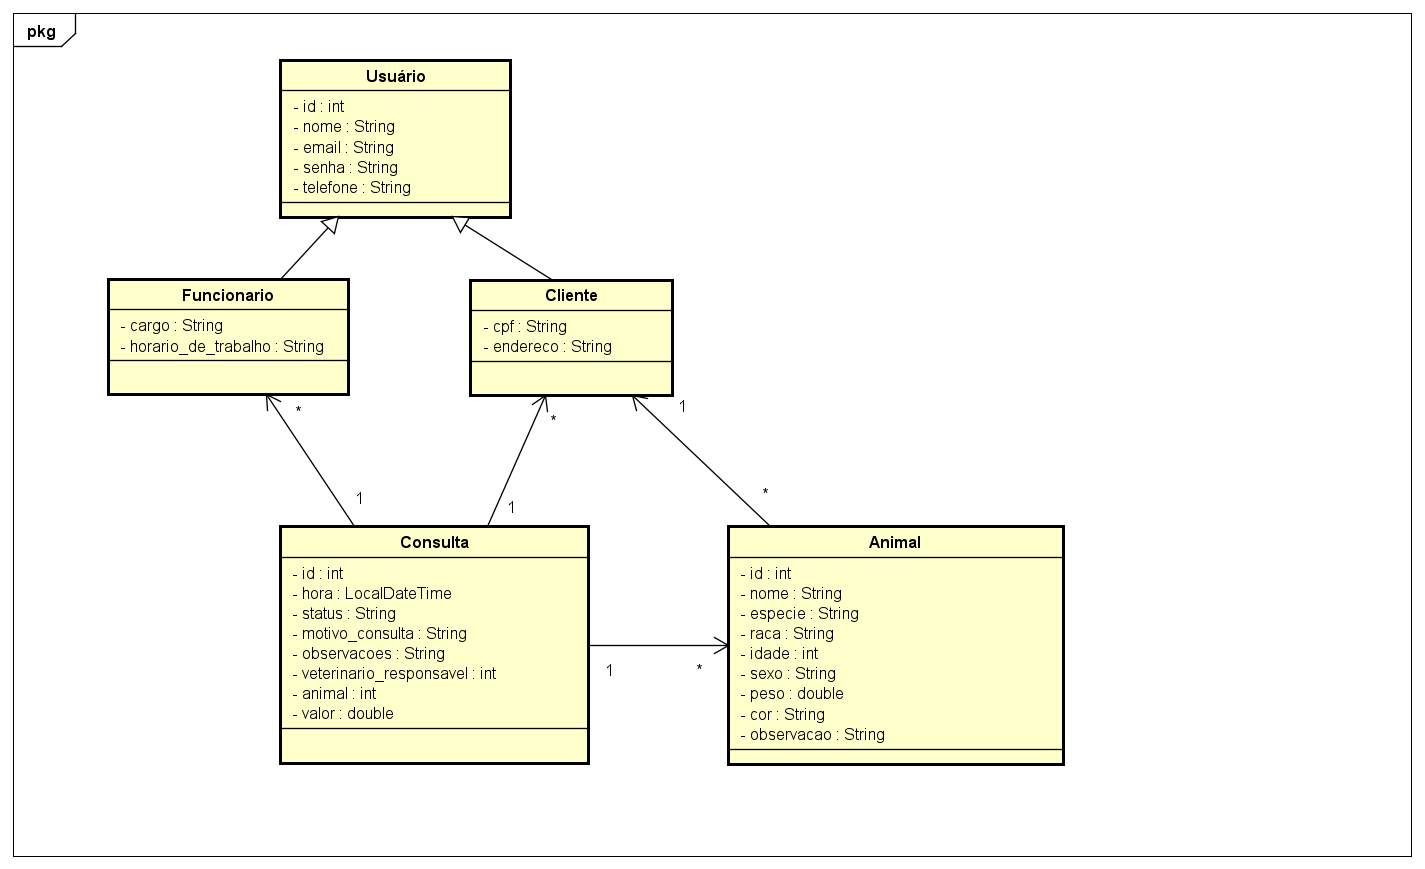 pkg
Usuário
- id : int
- nome : String
- email : String
- senha : String
- telefone : String
Funcionario
- cargo : String
- horario_de_trabalho : String
Cliente
- cpf : String
- endereco : String
*
*
1
1
1
*
Consulta
- id : int
- hora : LocalDateTime
- status : String
- motivo_consulta : String
- observacoes : String
- veterinario_responsavel : int
- animal : int
- valor : double
1
*
Animal
- id : int
- nome : String
- especie : String
- raca : String
- idade : int
- sexo : String
- peso : double
- cor : String
- observacao : String